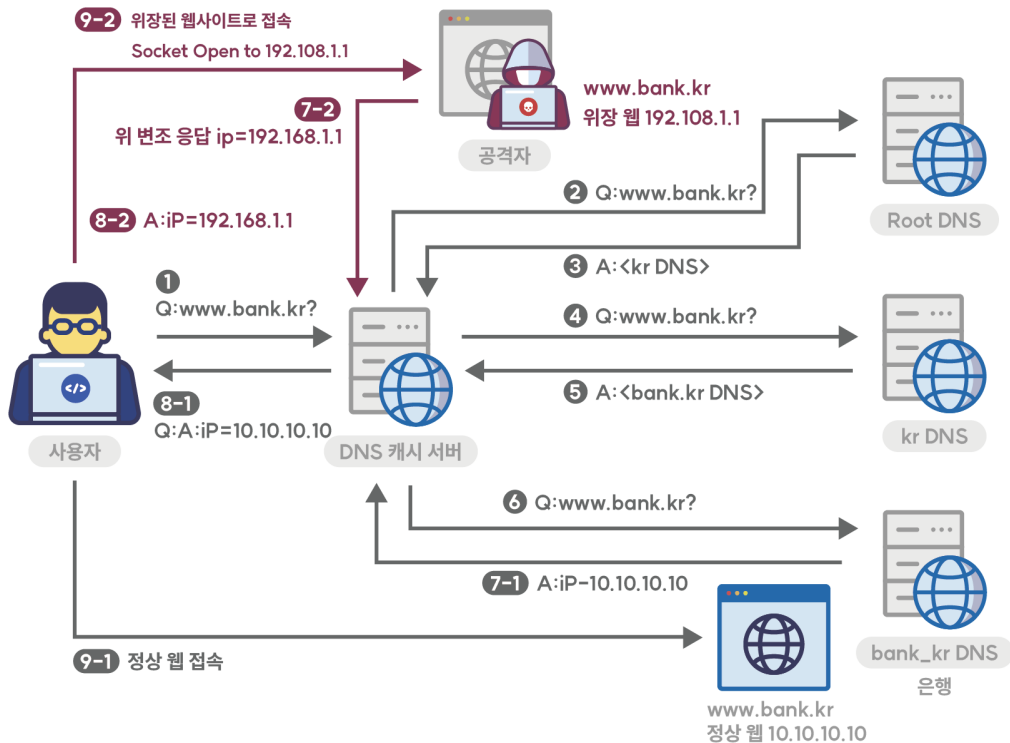 9-2 위장된 웹사이트로 접속
Socket Open to 192.108.1.1
7-2
위 변조 응답 ip=192.168.1.1
www.bank.kr
위장 웹 192.108.1.1
공격자
8-2 A:iP=192.168.1.1
2 Q:www.bank.kr?
Root DNS
3 A:<kr DNS>
1
Q:www.bank.kr?
4 Q:www.bank.kr?
</>
5 A:<bank.kr DNS>
8-1
Q:A:iP=10.10.10.10
kr DNS
사용자
DNS 캐시 서버
6 Q:www.bank.kr?
7-1 A:iP-10.10.10.10
9-1 정상 웹 접속
bank_kr DNS
은행
www.bank.kr
정상 웹 10.10.10.10